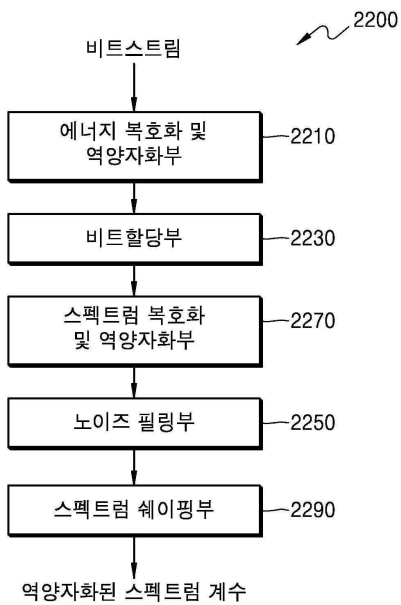 2200
비트스트림
에너지 복호화 및
역양자화부
2210
비트할당부
2230
스펙트럼 복호화
및 역양자화부
2270
노이즈 필링부
2250
스펙트럼 쉐이핑부
2290
역양자화된 스펙트럼 계수